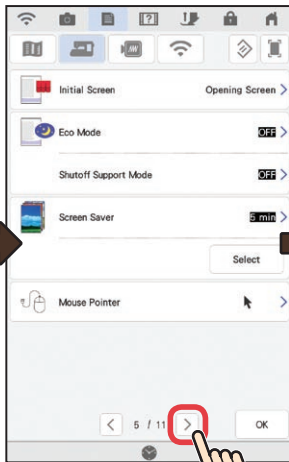 Initial Screen Opening Screen
Eco Mode OFF
Shutoff Support Mode OFF
Screen Saver 5 min
Select
Mouse Pointer
< 5 / 11 > OK